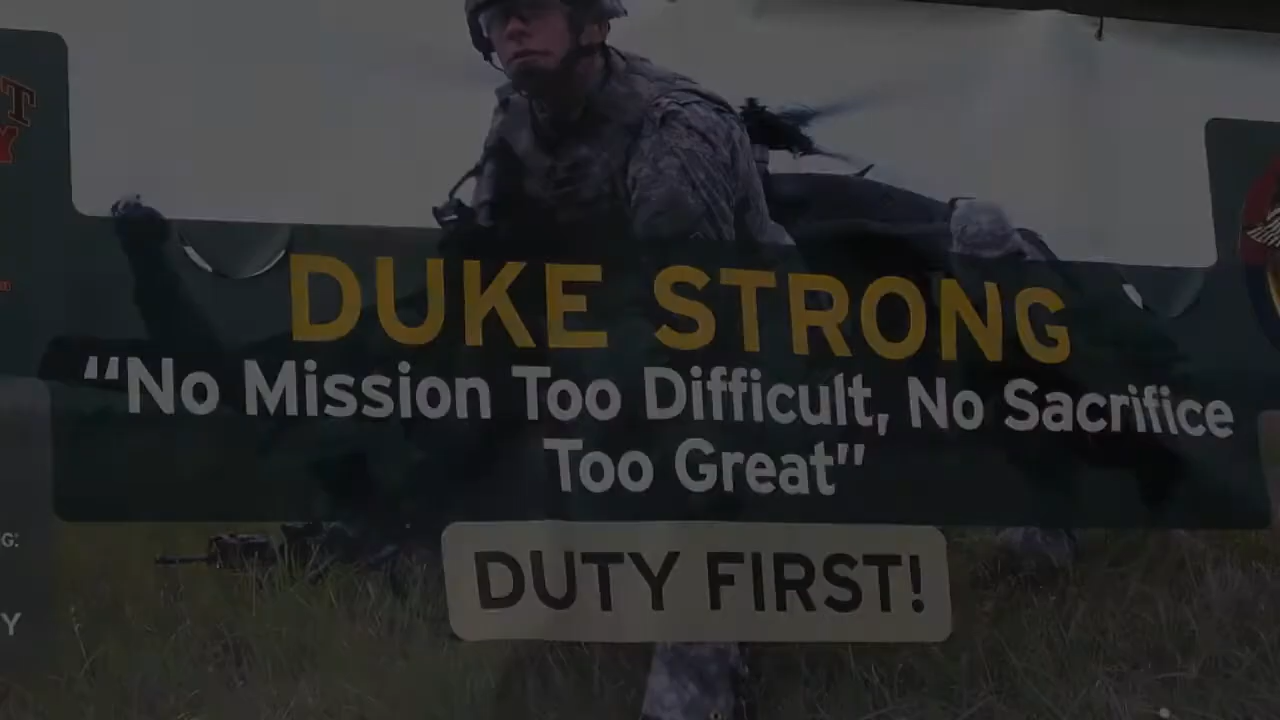 T
Y
DUKE STRONG
“No Mission Too Difficult, No Sacrifice
Too Great”
G:
DUTY FIRST!
Y